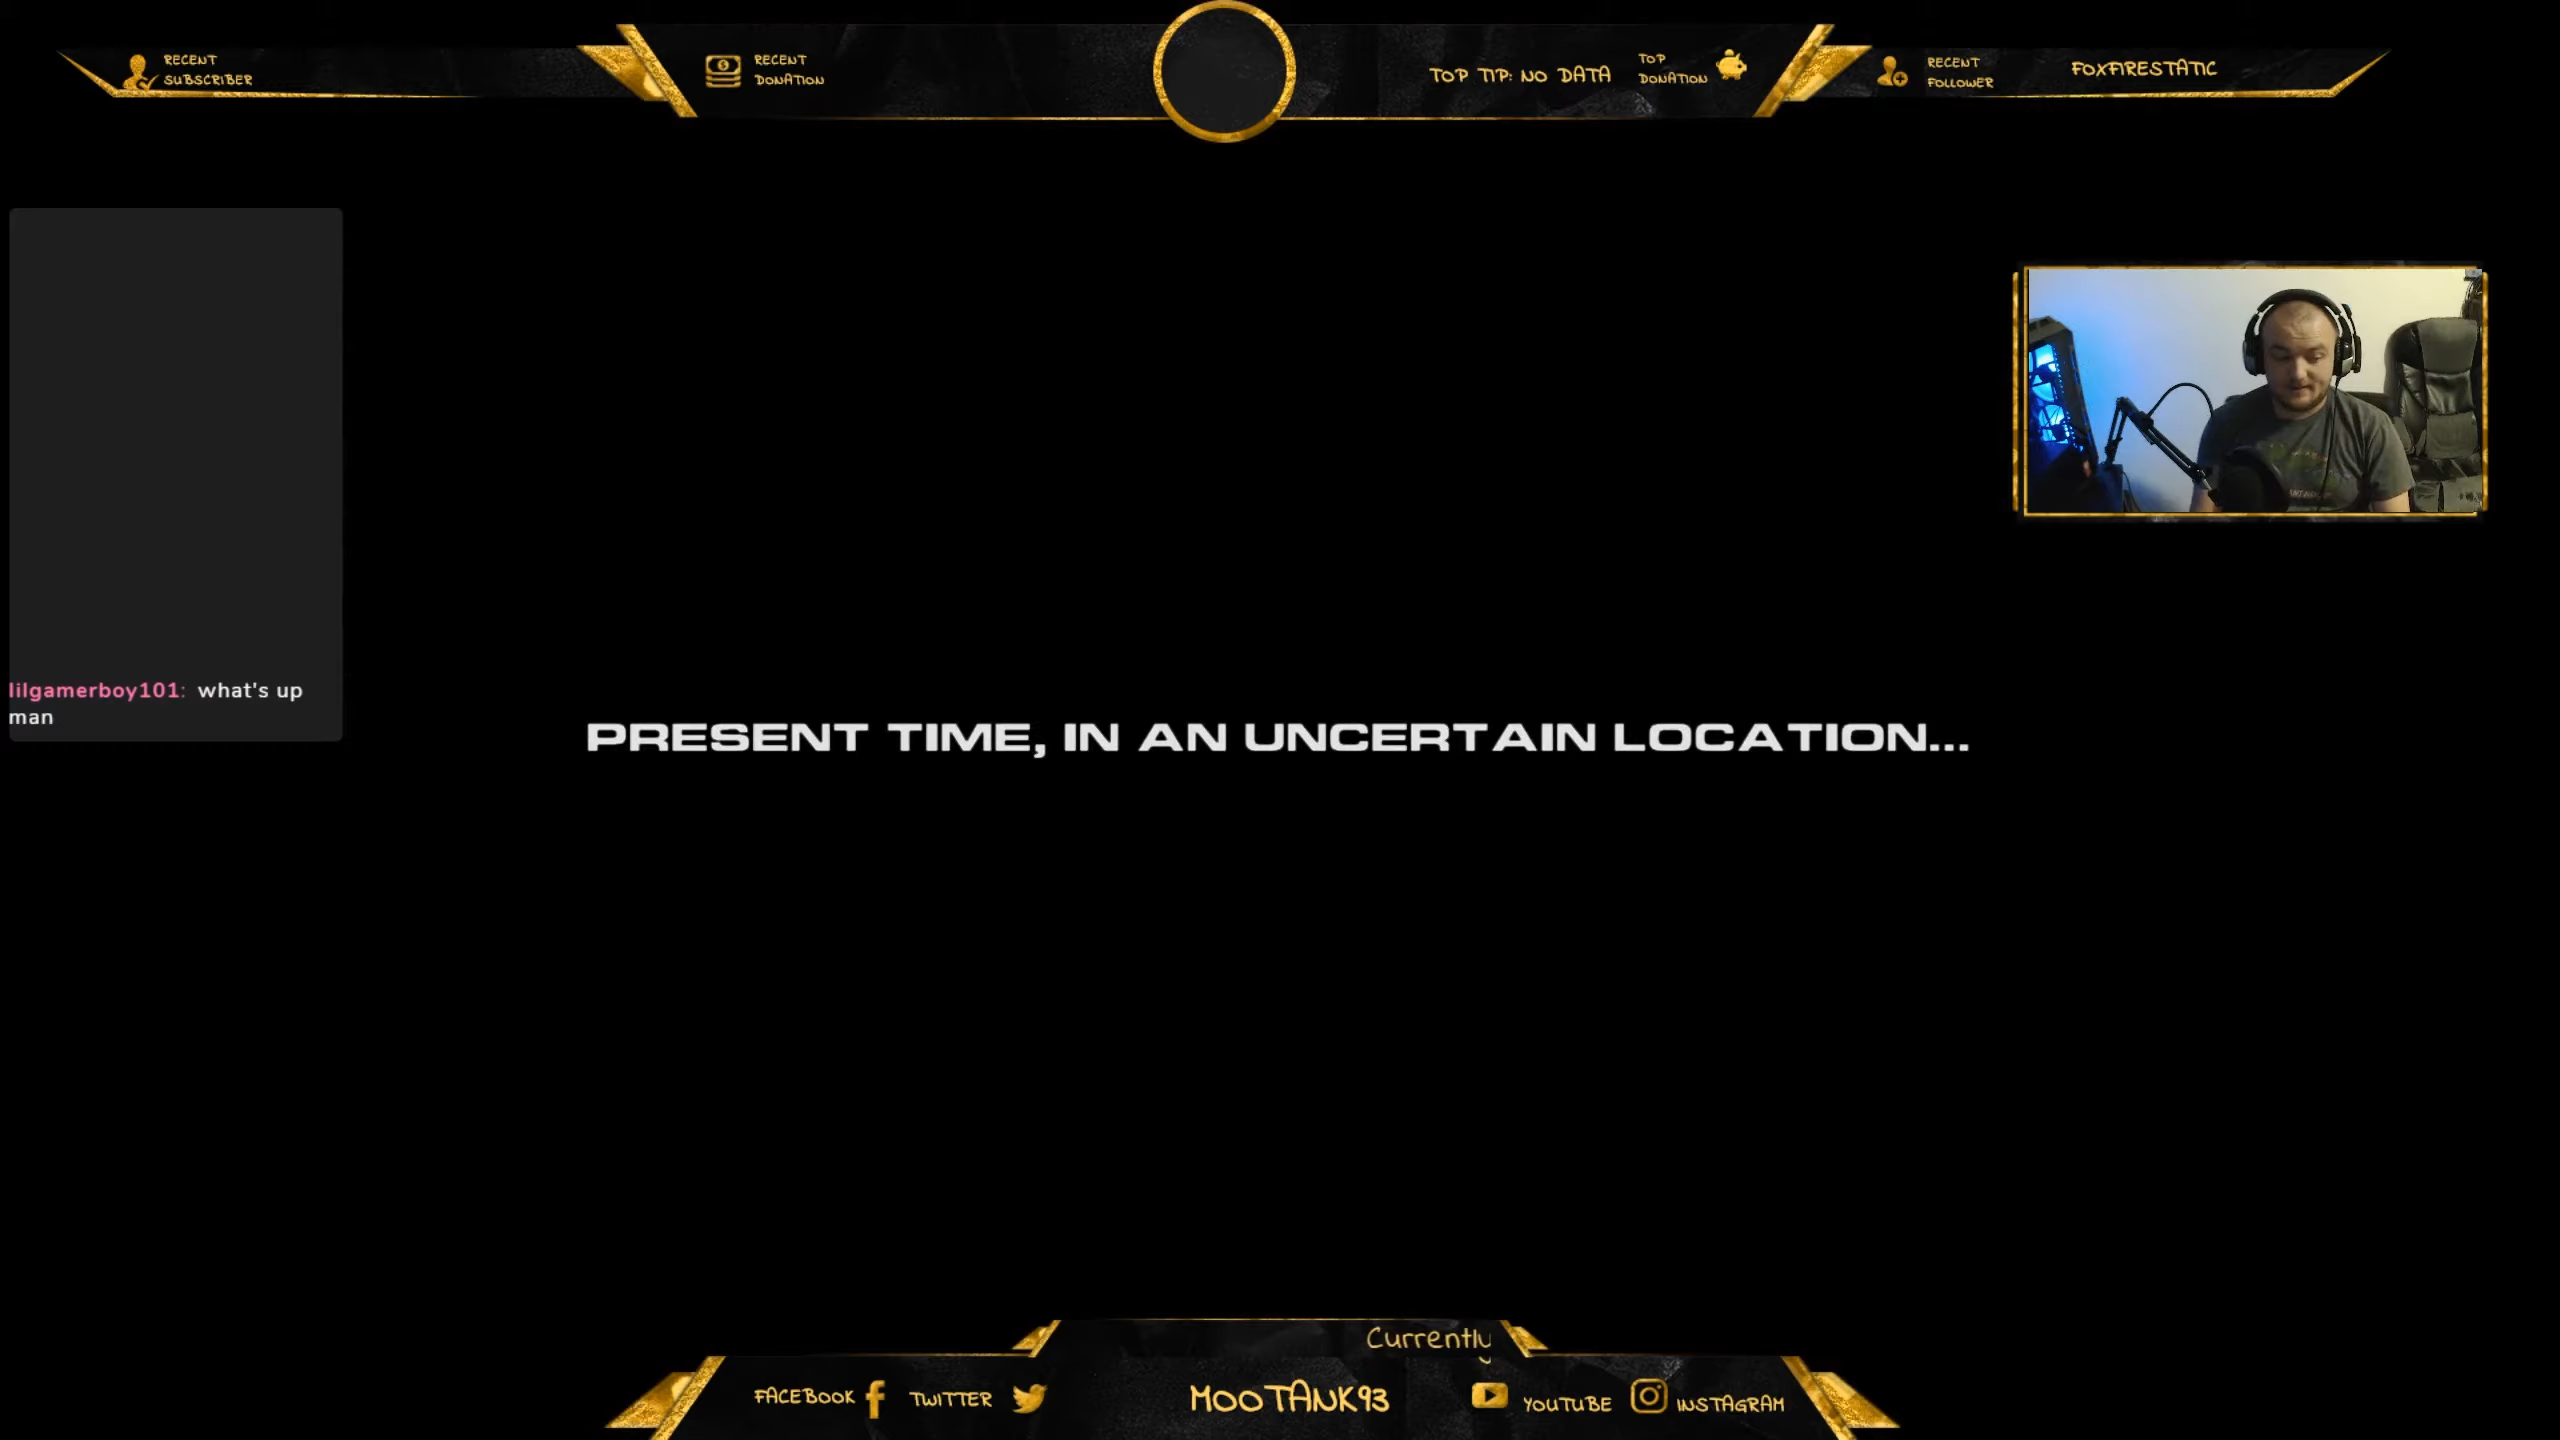 RECENT
SUBSCRIBER
RECENT
DONATION
TOP TIP: NO DATA
TOP
DONATION
RECENT
FOLLOWER
FOXFIRESTATIC
lilgamerboy101: what's up
man
PRESENT TIME, IN AN UNCERTAIN LOCATION...
Currently
FACEBOOK
TWITTER
MOOTANK93
YOUTUBE
INSTAGRAM